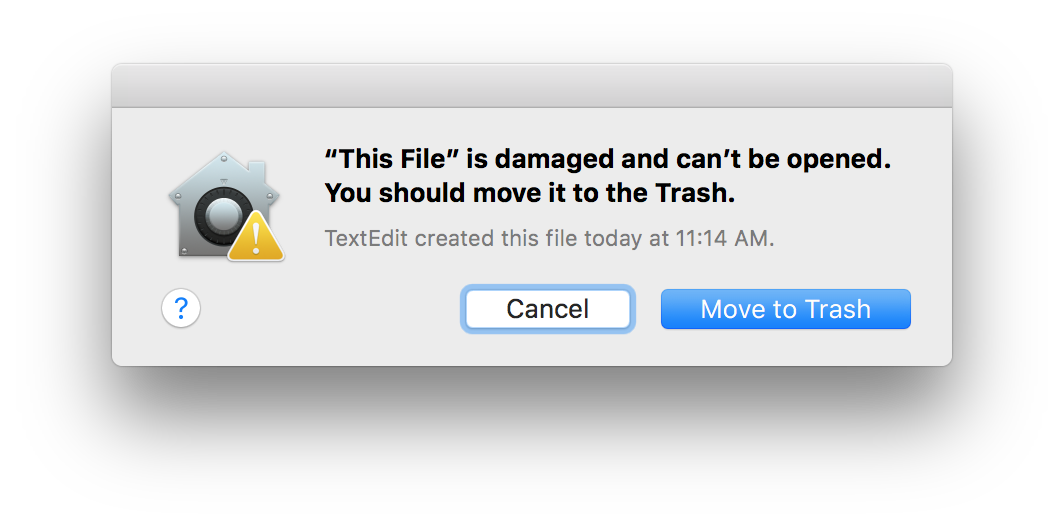 “This File” is damaged and can’t be opened.
You should move it to the Trash.
TextEdit created this file today at 11:14 AM.
?
Cancel
Move to Trash